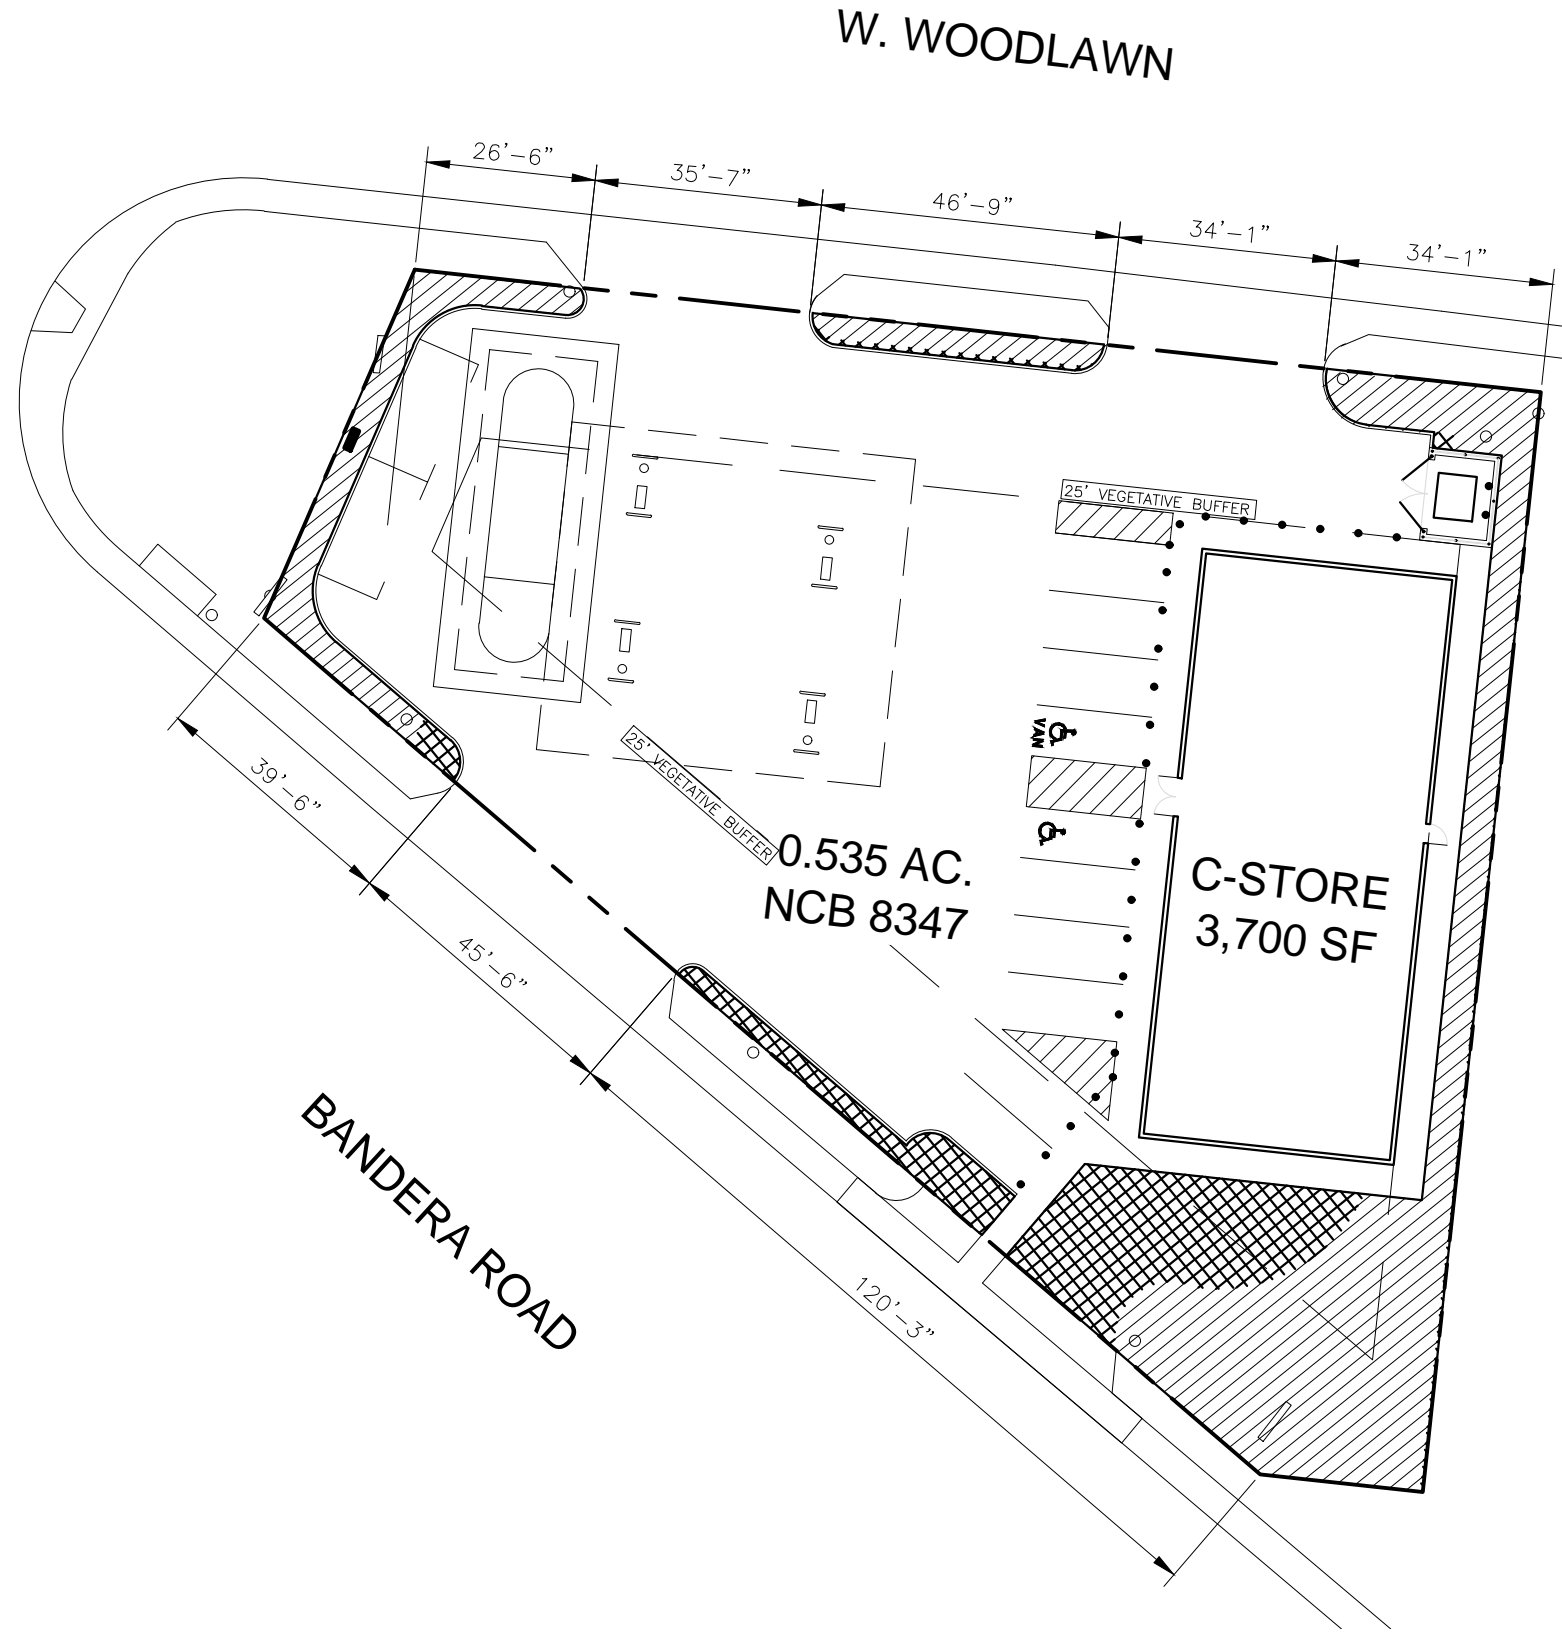 W. WOODLAWN
26'-6"
35'-7"
46'-9"
34'-1"
34'-1"
25' VEGETATIVE BUFFER
VAN
25' VEGETATIVE BUFFER
39'-6"
0.535 AC.
NCB 8347
C-STORE
3,700 SF
45'-6"
BANDERA ROAD
120'-3"